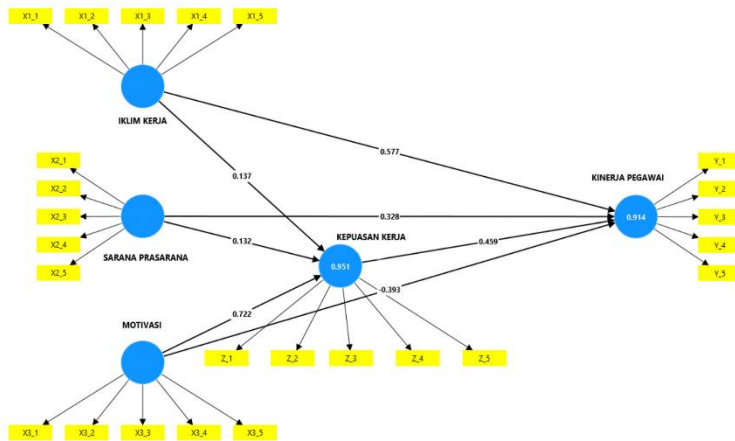 X1_1
X1_2
X1_3
X1_4
X1_5
IKLIM KERJA
0.577
KINERJA PEGAWAI
X2_1
X2_2
X2_3
X2_4
X2_5
0.137
Y_1
Y_2
Y_3
Y_4
Y_5
0.914
0.328
SARANA PRASARANA
0.132
KEPUASAN KERJA
0.459
0.951
-0.393
0.722
MOTIVASI
Z_1
Z_2
Z_3
Z_4
Z_5
X3_1
X3_2
X3_3
X3_4
X3_5